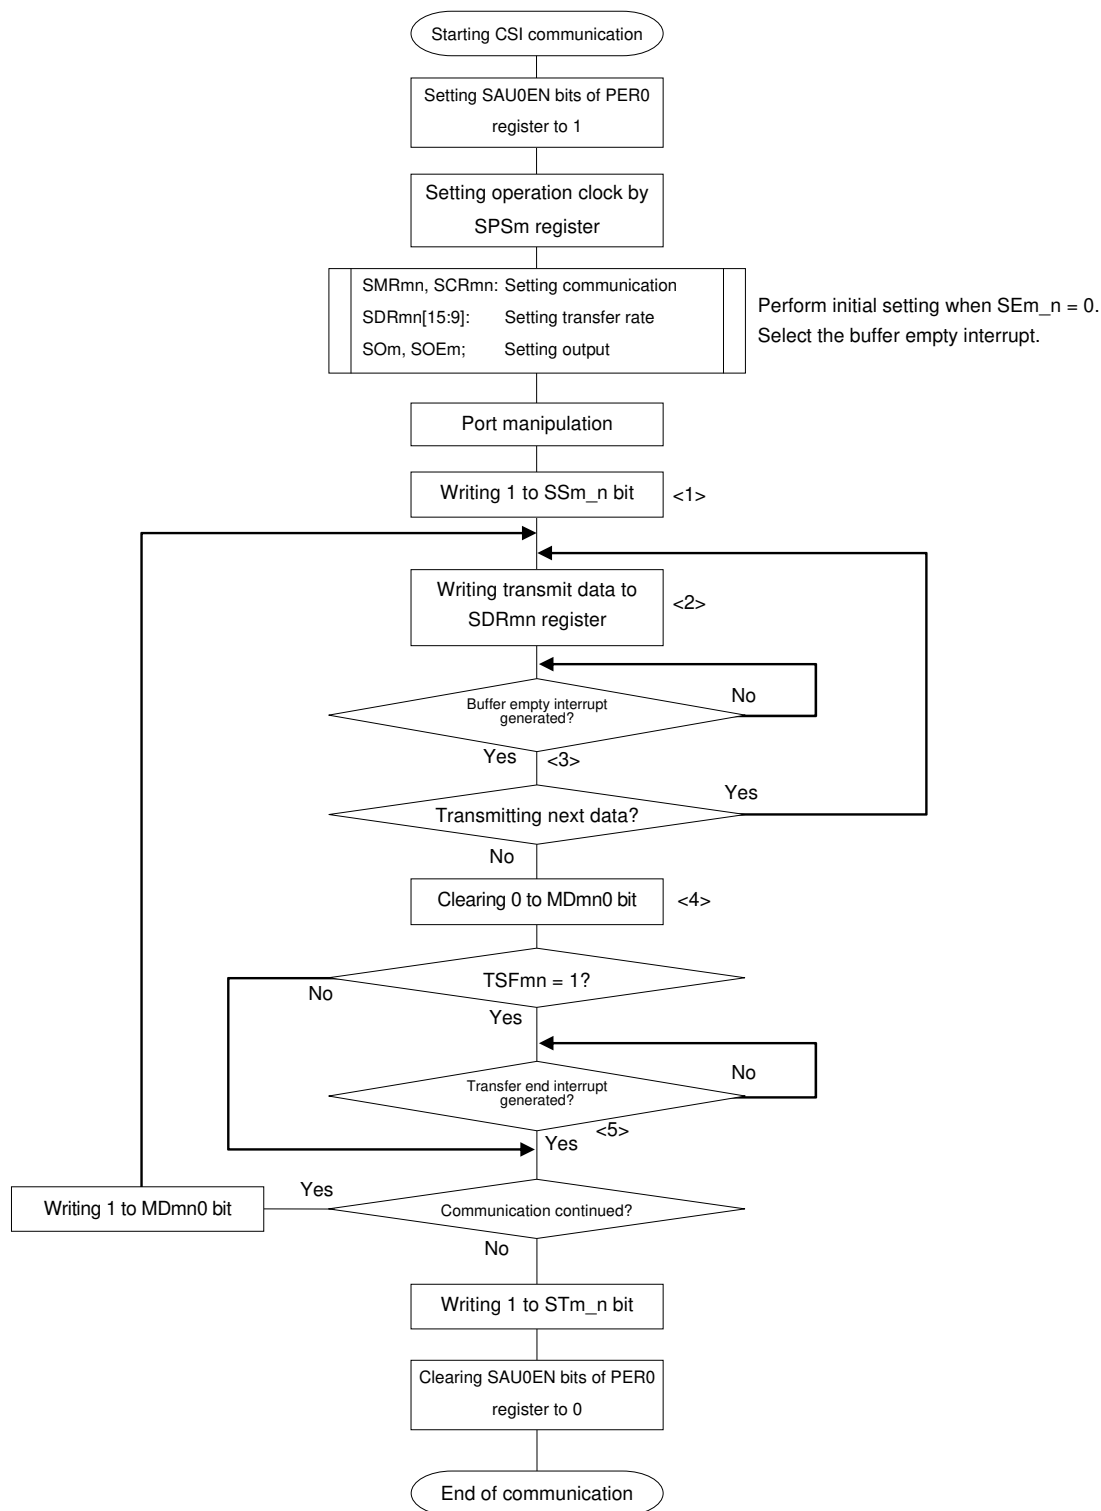 Starting CSI communication
Setting SAU0EN bits of PER0
register to 1
Setting operation clock by
SPSm register
SMRmn, SCRmn: Setting communication
SDRmn[15:9]: Setting transfer rate
SOm, SOEm; Setting output
Perform initial setting when SEm_n = 0.
Select the buffer empty interrupt.
Port manipulation
Writing 1 to SSm_n bit <1>
Writing transmit data to
SDRmn register
<2>
Buffer empty interrupt
generated?
No
Yes <3>
Transmitting next data?
Yes
No
Clearing 0 to MDmn0 bit <4>
TSFmn = 1?
No
Yes
Transfer end interrupt
generated?
No
Yes <5>
Communication continued?
Yes
Writing 1 to MDmn0 bit
No
Writing 1 to STm_n bit
Clearing SAU0EN bits of PER0
register to 0
End of communication